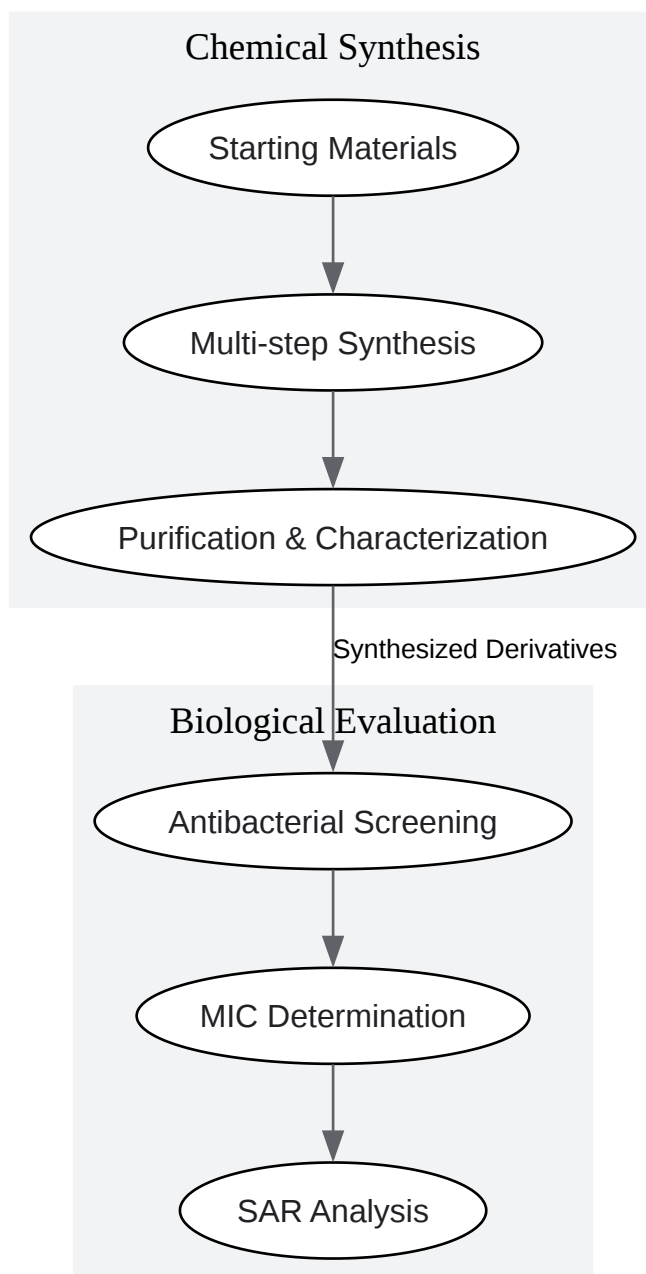 Chemical Synthesis
Starting Materials
Multi-step Synthesis
Purification & Characterization
Synthesized Derivatives
Biological Evaluation
Antibacterial Screening
MIC Determination
SAR Analysis